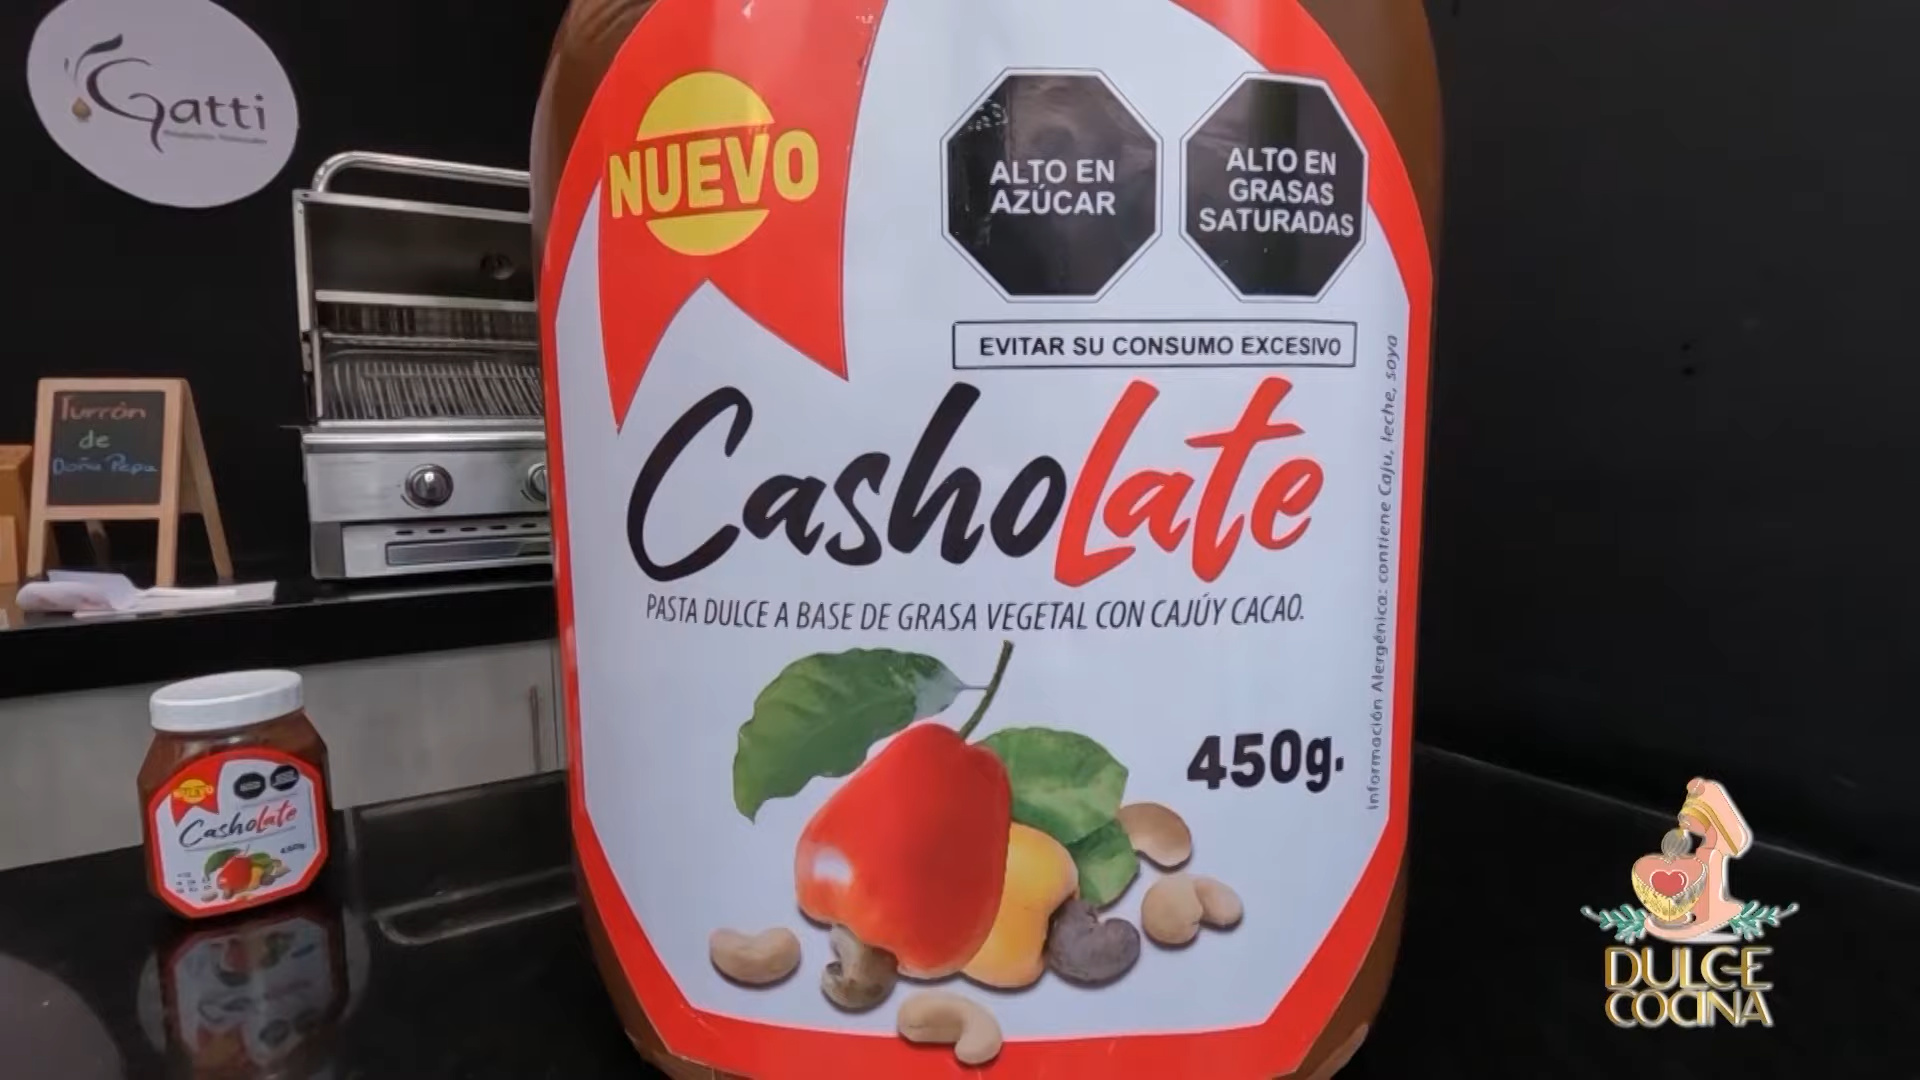 Gatti
NUEVO
ALTO EN
AZÚCAR
ALTO EN
GRASAS
SATURADAS
EVITAR SU CONSUMO EXCESIVO
CashoLate
PASTA DULCE A BASE DE GRASA VEGETAL CON CAJÚY CACAO.
450g.
Información Alergénica: contiene Caju, leche, soya
Turrón
de
Doña Pepa
NUEVO
CashoLate
450g.
DULCE
COCINA